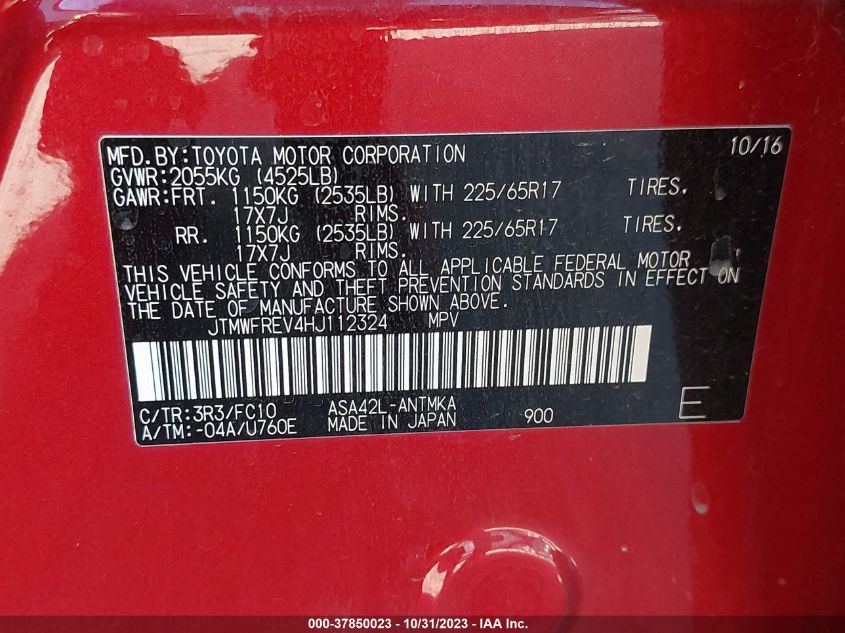 MFD.BY:TOYOTA MOTOR CORPORATION 10/16
GVWR:2055KG (4525LB)
GAWR:FRT. 1150KG (2535LB) WITH 225/65R17 TIRES.
17X7J RIMS.
RR. 1150KG (2535LB) WITH 225/65R17 TIRES.
17X7J RIMS.
THIS VEHICLE CONFORMS TO ALL APPLICABLE FEDERAL MOTOR
VEHICLE SAFETY AND THEFT PREVENTION STANDARDS IN EFFECT ON
THE DATE OF MANUFACTURE SHOWN ABOVE.
JTMWFREV4HJ112324 MPV
C/TR:3R3/FC10 ASA42L-ANTMKA
A/TM:-04A/U760E MADE IN JAPAN 900 E
000-37850023 - 10/31/2023 - IAA Inc.